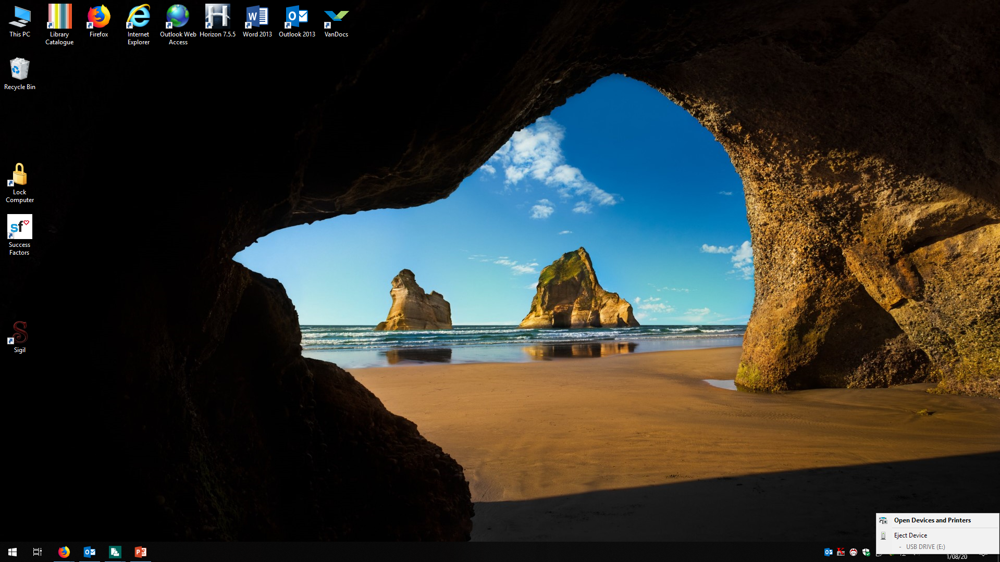 This PC
Library
Catalogue
Firefox
Internet
Explorer
Outlook Web
Access
Horizon 7.5.5
Word 2013
Outlook 2013
VanDocs
Recycle Bin
Lock
Computer
sf
Success
Factors
Sigil
Open Devices and Printers
Eject Device
- USB DRIVE (E:)
1/08/20